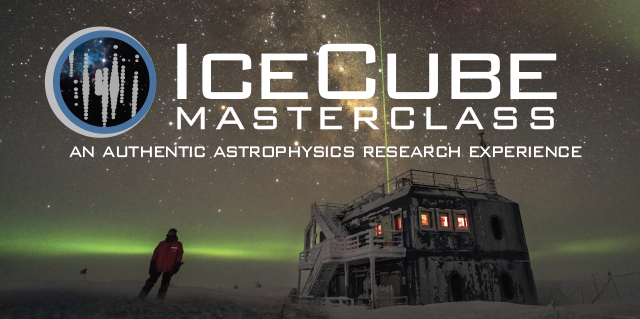 ICECUBE
MASTERCLASS
AN AUTHENTIC ASTROPHYSICS RESEARCH EXPERIENCE